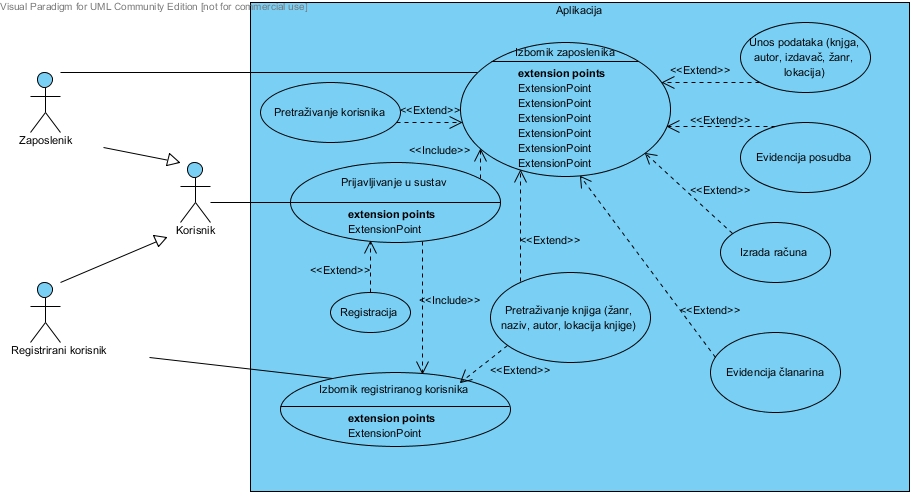 Visual Paradigm for UML Community Edition [not for commercial use]
Aplikacija
Izbornik zaposlenika
extension points
ExtensionPoint
ExtensionPoint
ExtensionPoint
ExtensionPoint
ExtensionPoint
ExtensionPoint
Unos podataka (knjga,
autor, izdavač, žanr,
lokacija)
<<Extend>>
Pretraživanje korisnika
<<Extend>>
<<Extend>>
Evidencija posudba
Zaposlenik
<<Include>>
Prijavljivanje u sustav
extension points
ExtensionPoint
<<Extend>>
Korisnik
<<Extend>>
Izrada računa
<<Extend>>
<<Include>>
Registracija
Pretraživanje knjiga (žanr,
naziv, autor, lokacija knjige)
<<Extend>>
Registrirani korisnik
<<Extend>>
Evidencija članarina
Izbornik registriranog korisnika
extension points
ExtensionPoint